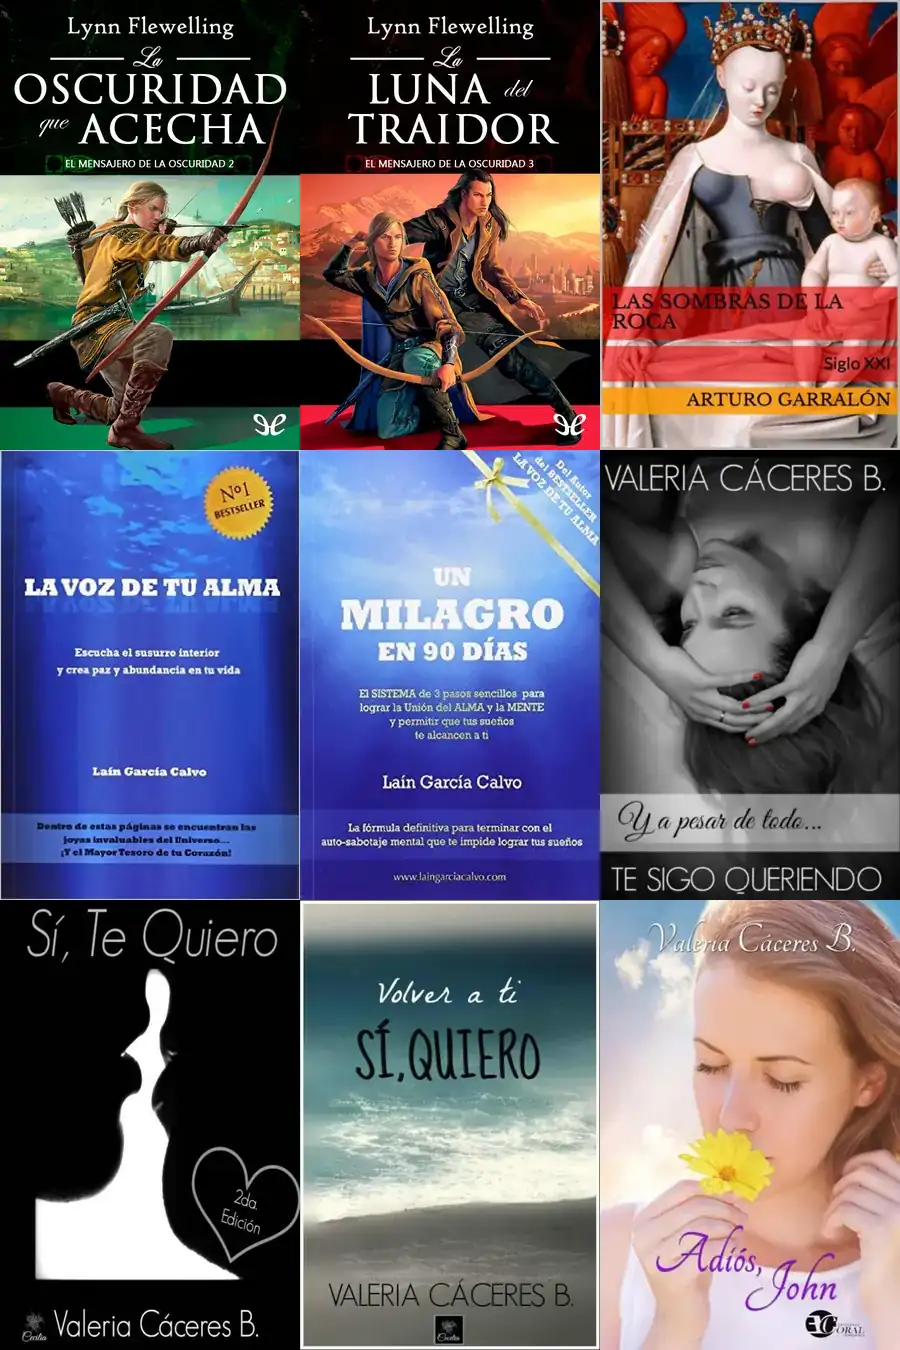 Lynn Flewelling
La
OSCURIDAD
que ACECHA
EL MENSAJERO DE LA OSCURIDAD 2
Lynn Flewelling
La
LUNA del
TRAIDOR
EL MENSAJERO DE LA OSCURIDAD 3
LAS SOMBRAS DE LA
ROCA
Siglo XXI
ARTURO GARRALÓN
Nº1
BESTSELLER
LA VOZ DE TU ALMA
Escucha el susurro interior
y crea paz y abundancia en tu vida
Laín García Calvo
Dentro de estas páginas se encuentran las
joyas invaluables del Universo...
¡Y el Mayor Tesoro de tu Corazón!
Del Autor
del BESTSELLER
LA VOZ DE TU ALMA
UN
MILAGRO
EN 90 DÍAS
El SISTEMA de 3 pasos sencillos para
lograr la Unión del ALMA y la MENTE
y permitir que tus sueños
te alcancen a ti
Laín García Calvo
La fórmula definitiva para terminar con el
auto-sabotaje mental que te impide lograr tus sueños
www.laingarciacalvo.com
VALERIA CÁCERES B.
Y a pesar de todo...
TE SIGO QUERIENDO
Sí, Te Quiero
2da.
Edición
Cecilia
Valeria Cáceres B.
Volver a ti
SÍ, QUIERO
VALERIA CÁCERES B.
Cecilia
Valeria Cáceres B.
Adiós,
John
CORAL